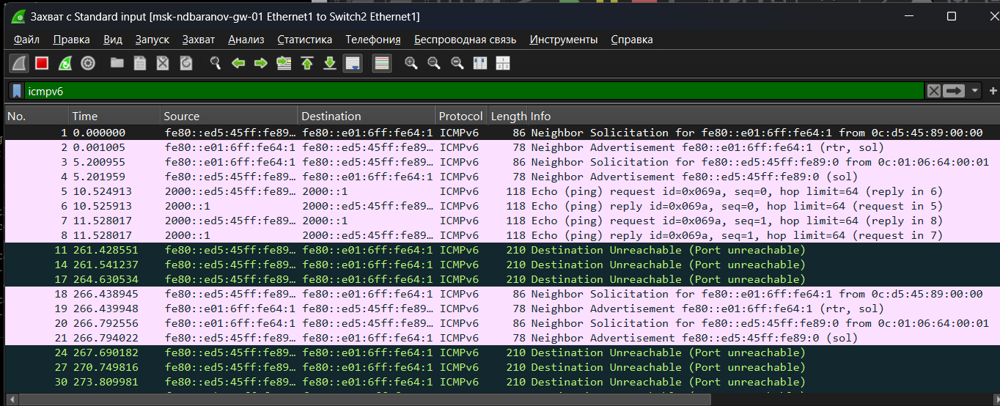 Захват с Standard input [msk-ndbaranov-gw-01 Ethernet1 to Switch2 Ethernet1]
Файл Правка Вид Запуск Захват Анализ Статистика Телефония Беспроводная связь Инструменты Справка
icmpv6
No. Time Source Destination Protocol Length Info
1 0.000000 fe80::ed5:45ff:fe89… fe80::e01:6ff:fe64:1 ICMPv6 86 Neighbor Solicitation for fe80::e01:6ff:fe64:1 from 0c:d5:45:89:00:00
2 0.001005 fe80::e01:6ff:fe64:1 fe80::ed5:45ff:fe89… ICMPv6 78 Neighbor Advertisement fe80::e01:6ff:fe64:1 (rtr, sol)
3 5.200955 fe80::e01:6ff:fe64:1 fe80::ed5:45ff:fe89… ICMPv6 86 Neighbor Solicitation for fe80::ed5:45ff:fe89:0 from 0c:01:06:64:00:01
4 5.201959 fe80::ed5:45ff:fe89… fe80::e01:6ff:fe64:1 ICMPv6 78 Neighbor Advertisement fe80::ed5:45ff:fe89:0 (sol)
5 10.524913 2000::ed5:45ff:fe89… 2000::1 ICMPv6 118 Echo (ping) request id=0x069a, seq=0, hop limit=64 (reply in 6)
6 10.525913 2000::1 2000::ed5:45ff:fe89… ICMPv6 118 Echo (ping) reply id=0x069a, seq=0, hop limit=64 (request in 5)
7 11.528017 2000::ed5:45ff:fe89… 2000::1 ICMPv6 118 Echo (ping) request id=0x069a, seq=1, hop limit=64 (reply in 8)
8 11.528017 2000::1 2000::ed5:45ff:fe89… ICMPv6 118 Echo (ping) reply id=0x069a, seq=1, hop limit=64 (request in 7)
11 261.428551 fe80::ed5:45ff:fe89… fe80::e01:6ff:fe64:1 ICMPv6 210 Destination Unreachable (Port unreachable)
14 261.541237 fe80::ed5:45ff:fe89… fe80::e01:6ff:fe64:1 ICMPv6 210 Destination Unreachable (Port unreachable)
17 264.630534 fe80::ed5:45ff:fe89… fe80::e01:6ff:fe64:1 ICMPv6 210 Destination Unreachable (Port unreachable)
18 266.438945 fe80::ed5:45ff:fe89… fe80::e01:6ff:fe64:1 ICMPv6 86 Neighbor Solicitation for fe80::e01:6ff:fe64:1 from 0c:d5:45:89:00:00
19 266.439948 fe80::e01:6ff:fe64:1 fe80::ed5:45ff:fe89… ICMPv6 78 Neighbor Advertisement fe80::e01:6ff:fe64:1 (rtr, sol)
20 266.792556 fe80::e01:6ff:fe64:1 fe80::ed5:45ff:fe89… ICMPv6 86 Neighbor Solicitation for fe80::ed5:45ff:fe89:0 from 0c:01:06:64:00:01
21 266.794022 fe80::ed5:45ff:fe89… fe80::e01:6ff:fe64:1 ICMPv6 78 Neighbor Advertisement fe80::ed5:45ff:fe89:0 (sol)
24 267.690182 fe80::ed5:45ff:fe89… fe80::e01:6ff:fe64:1 ICMPv6 210 Destination Unreachable (Port unreachable)
27 270.749816 fe80::ed5:45ff:fe89… fe80::e01:6ff:fe64:1 ICMPv6 210 Destination Unreachable (Port unreachable)
30 273.809981 fe80::ed5:45ff:fe89… fe80::e01:6ff:fe64:1 ICMPv6 210 Destination Unreachable (Port unreachable)